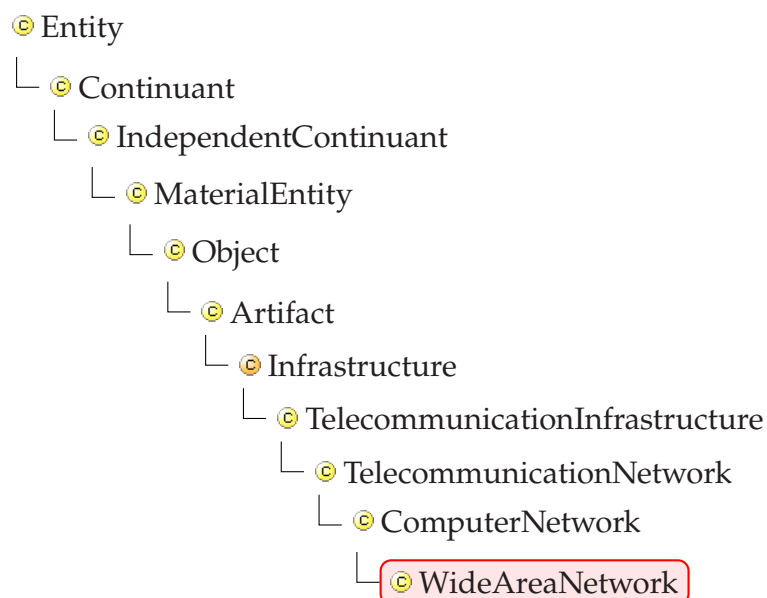 Entity
Continuant
IndependentContinuant
MaterialEntity
Object
Artifact
Infrastructure
TelecommunicationInfrastructure
TelecommunicationNetwork
ComputerNetwork
WideAreaNetwork